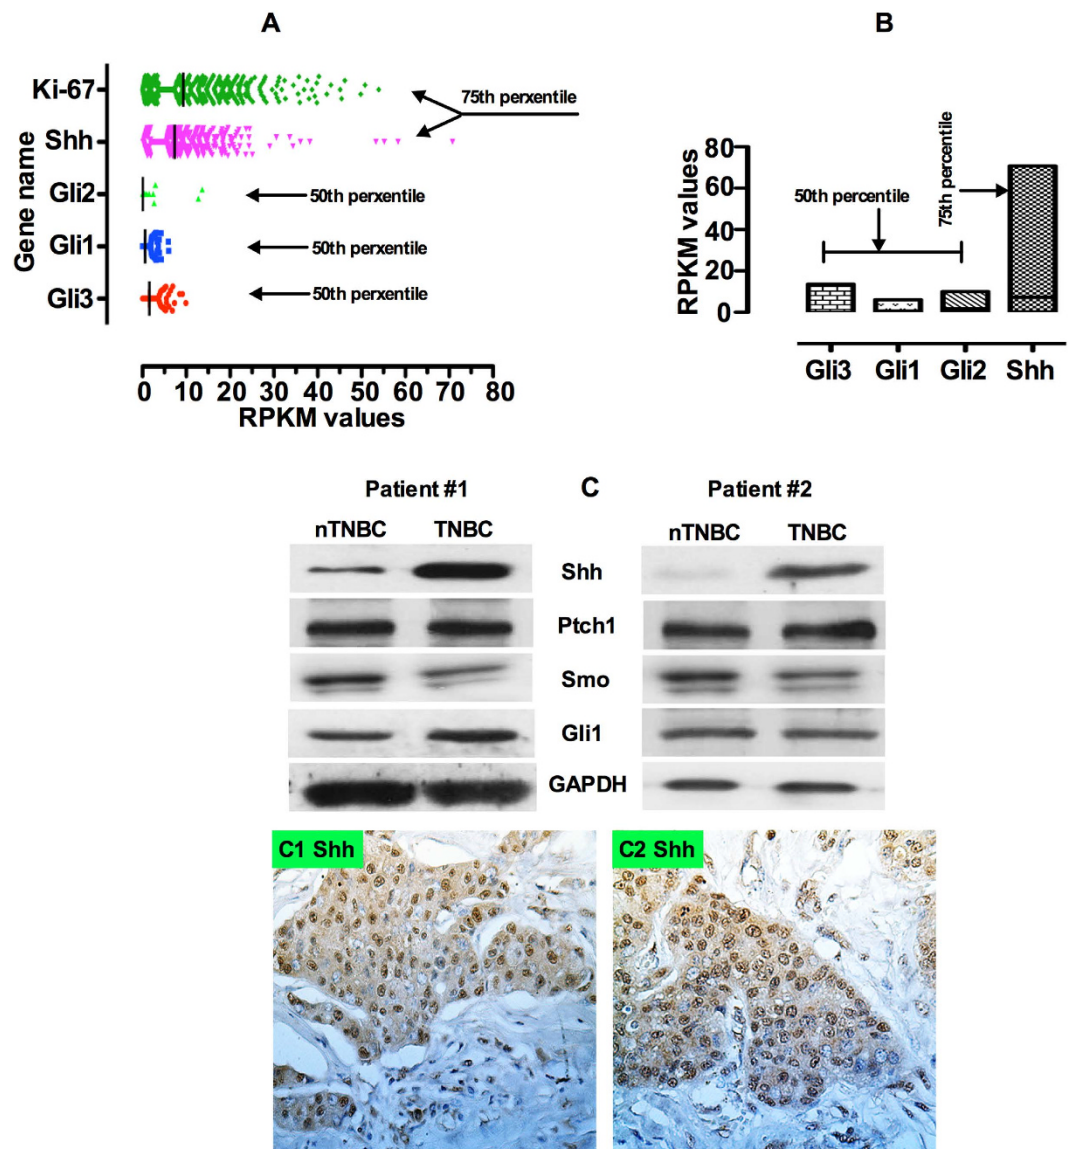 A
Gene name
Ki-67
Shh
Gli2
Gli1
Gli3
75th perxentile
50th perxentile
50th perxentile
50th perxentile
0 10 20 30 40 50 60 70 80
RPKM values
B
RPKM values
80
60
40
20
0
50th percentile
75th percentile
Gli3 Gli1 Gli2 Shh
C
Patient #1 Patient #2
nTNBC TNBC nTNBC TNBC
Shh
Ptch1
Smo
Gli1
GAPDH
C1 Shh
C2 Shh